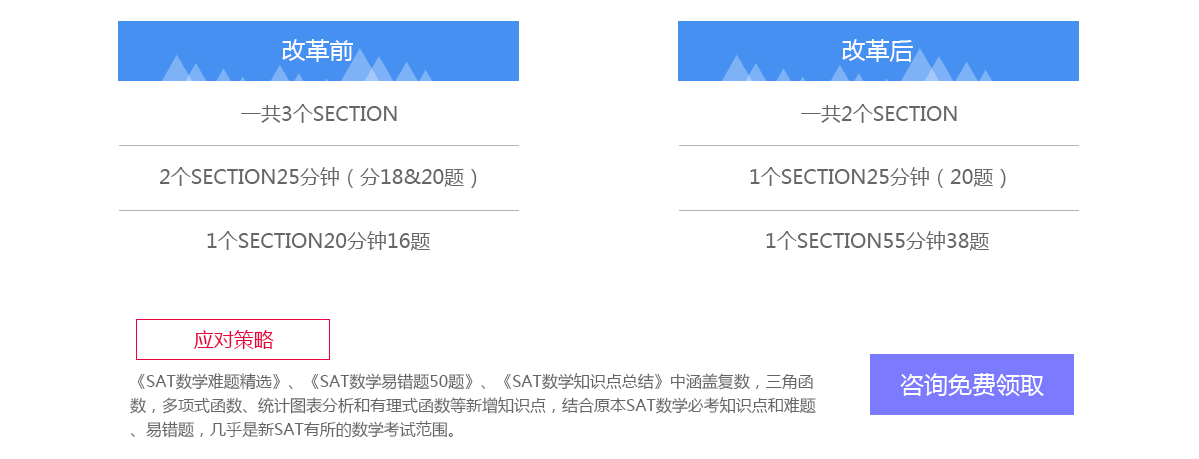 改革前
一共3个SECTION
2个SECTION25分钟（分18&20题）
1个SECTION20分钟16题
改革后
一共2个SECTION
1个SECTION25分钟（20题）
1个SECTION55分钟38题
应对策略
《SAT数学难题精选》、《SAT数学易错题50题》、《SAT数学知识点总结》中涵盖复数，三角函
数，多项式函数、统计图表分析和有理式函数等新增知识点，结合原本SAT数学必考知识点和难题
、易错题，几乎是新SAT有所的数学考试范围。
咨询免费领取